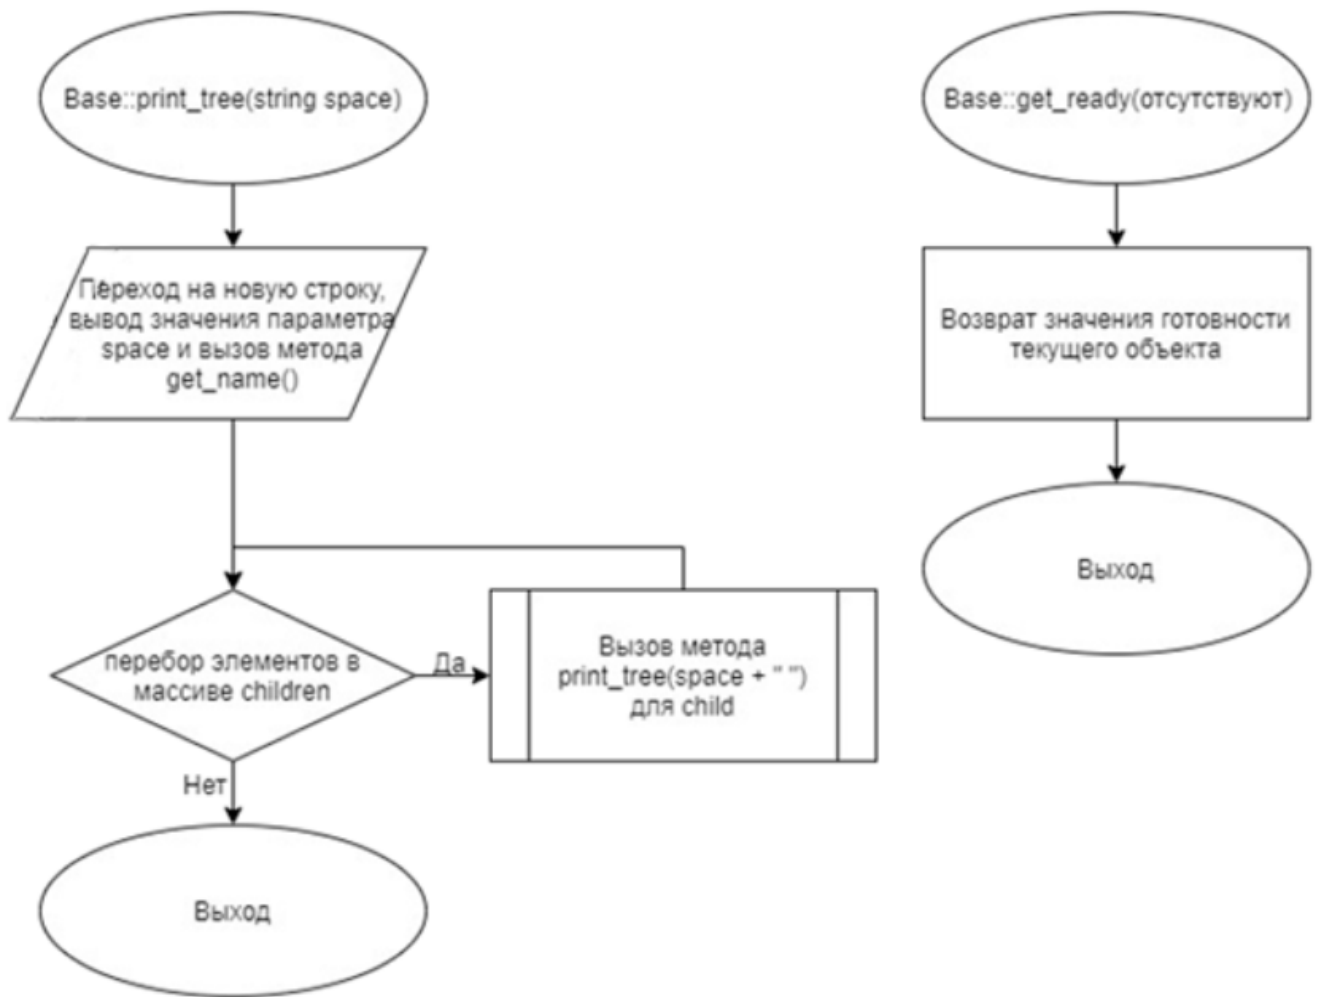 Base::print_tree(string space)
Переход на новую строку,
вывод значения параметра
space и вызов метода
get_name()
перебор элементов в
массиве children
Да
Вызов метода
print_tree(space + " ")
для child
Нет
Выход
Base::get_ready(отсутствуют)
Возврат значения готовности
текущего объекта
Выход